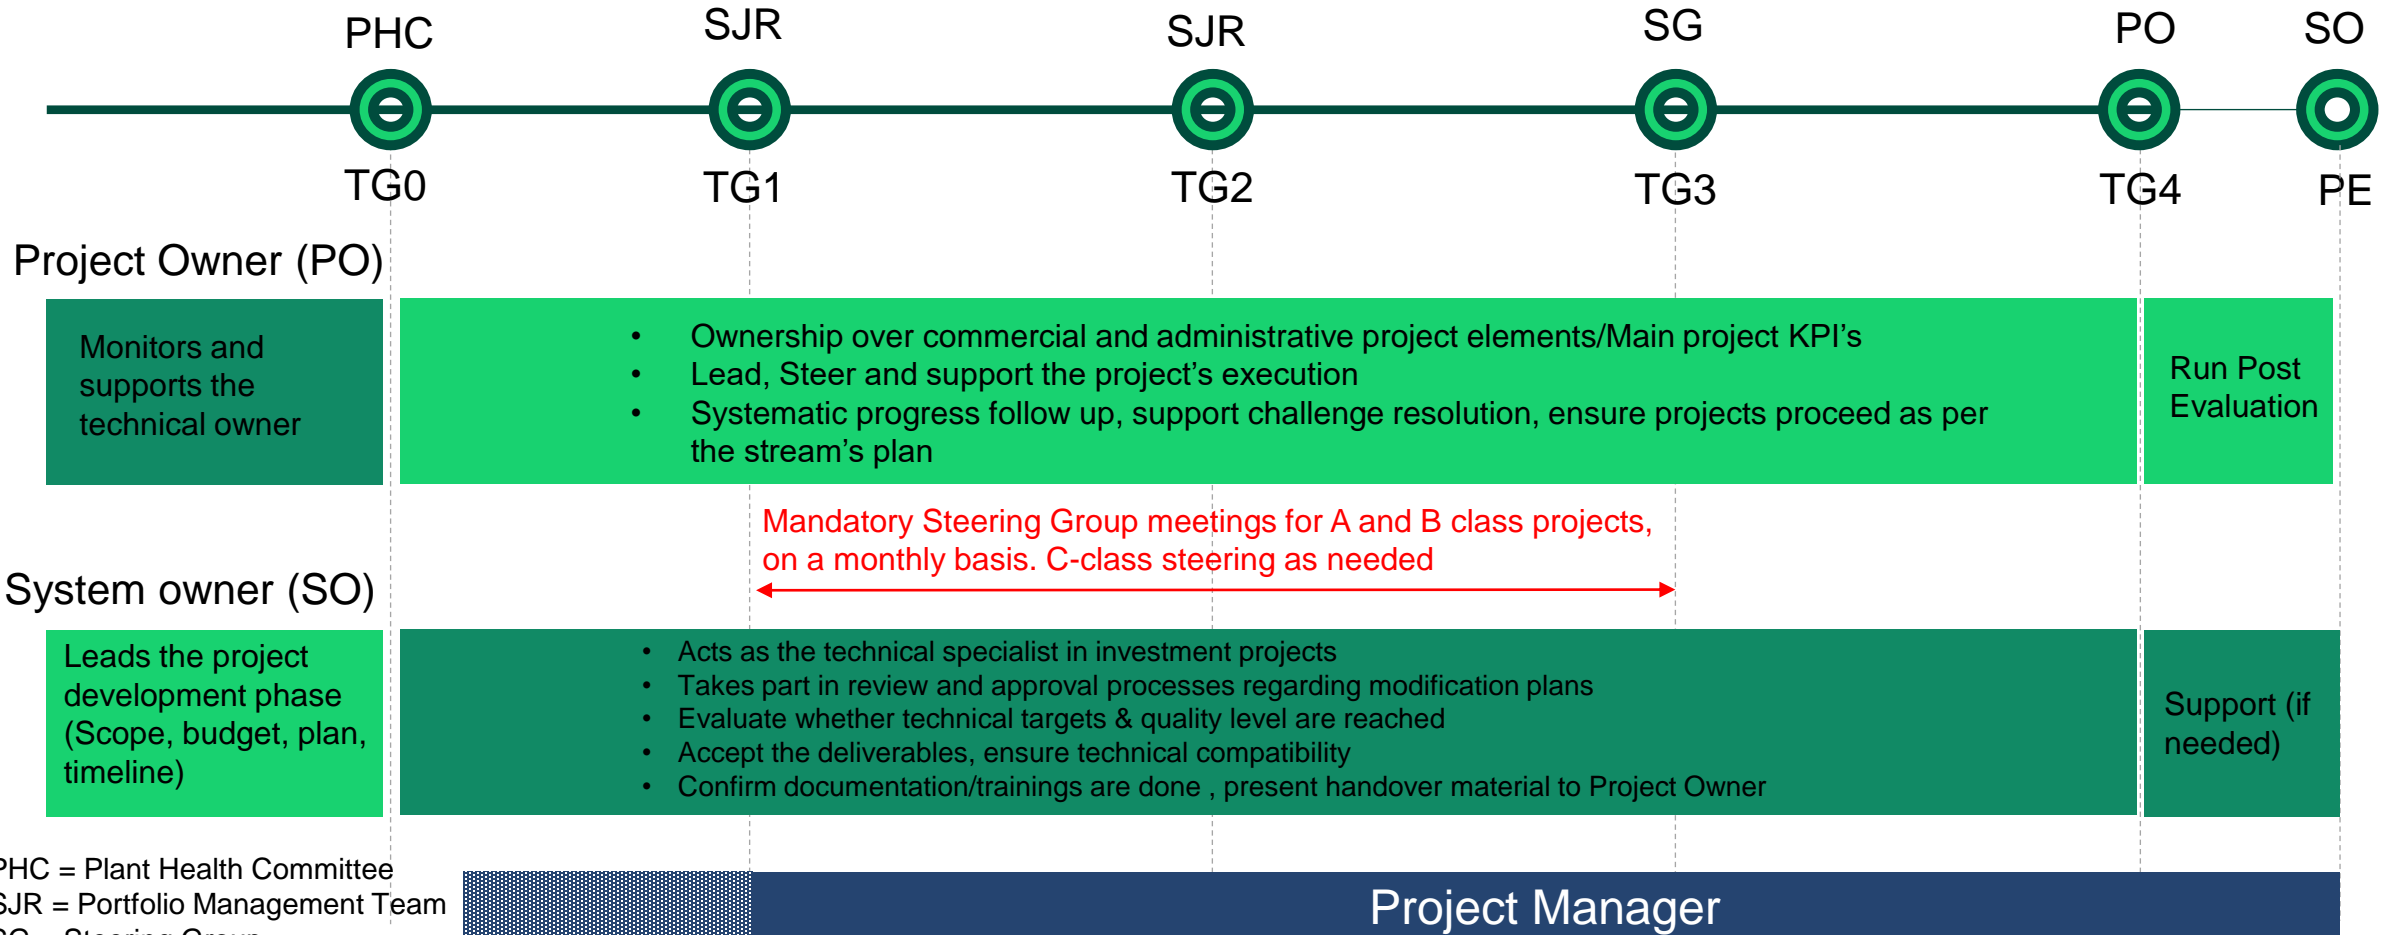 PHC
SJR
SJR
SG
PO
SO
TG0
TG1
TG2
TG3
TG4
PE
Project Owner (PO)
Monitors and
supports the
technical owner
• Ownership over commercial and administrative project elements/Main project KPI's
• Lead, Steer and support the project's execution
• Systematic progress follow up, support challenge resolution, ensure projects proceed as per
the stream's plan
Run Post
Evaluation
Mandatory Steering Group meetings for A and B class projects,
on a monthly basis. C-class steering as needed
System owner (SO)
Leads the project
development phase
(Scope, budget, plan,
timeline)
• Acts as the technical specialist in investment projects
• Takes part in review and approval processes regarding modification plans
• Evaluate whether technical targets & quality level are reached
• Accept the deliverables, ensure technical compatibility
• Confirm documentation/trainings are done , present handover material to Project Owner
Support (if
needed)
PHC = Plant Health Committee
SJR = Portfolio Management Team
SG = Steering Group
Project Manager